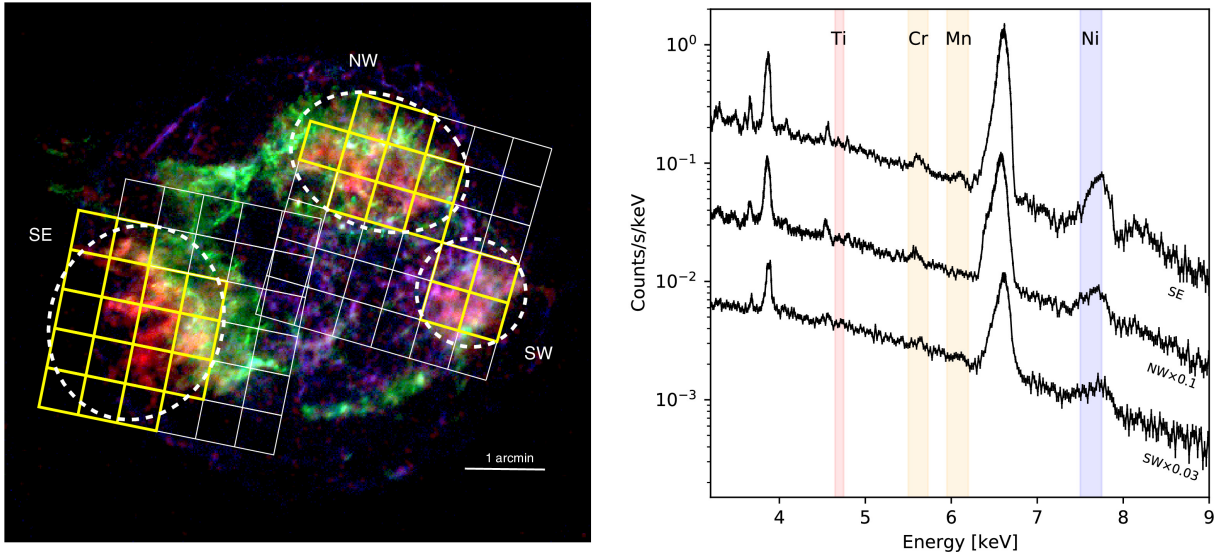 NW
SE
SW
1 arcmin
Ti
Cr
Mn
Ni
10⁰
10⁻¹
10⁻²
10⁻³
Counts/s/keV
SE
NW×0.1
SW×0.03
4
5
6
7
8
9
Energy [keV]